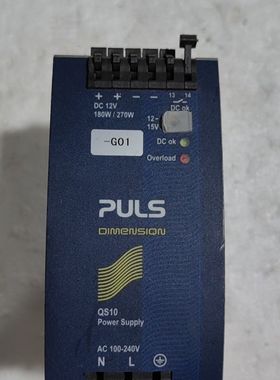 + + − − 13 14
DC 12V
180W / 270W
DC ok
12-
15V
-G01
DC ok
Overload
PULS
DIMENSION
QS10
Power Supply
AC 100-240V
N L